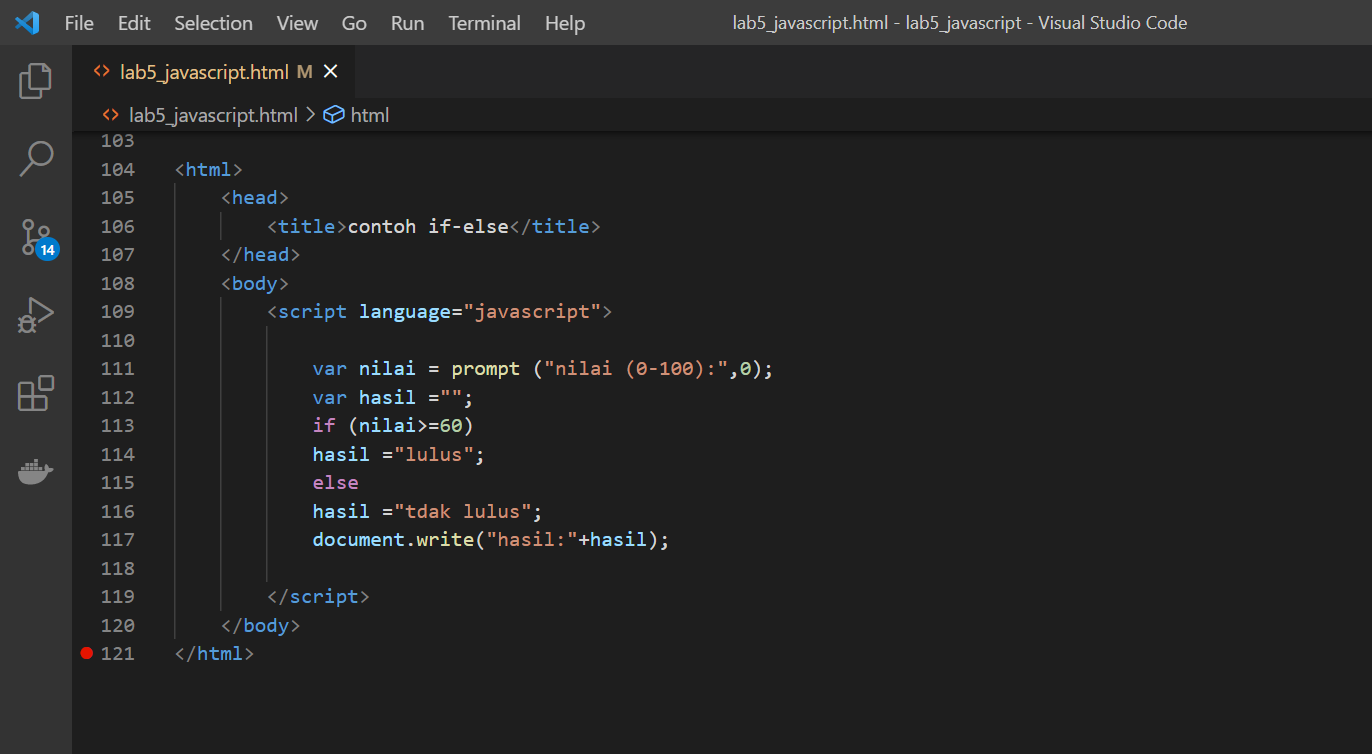 File Edit Selection View Go Run Terminal Help lab5_javascript.html - lab5_javascript - Visual Studio Code
<> lab5_javascript.html M ×
<> lab5_javascript.html > html
103
104 <html>
105 <head>
106 <title>contoh if-else</title>
107 </head>
108 <body>
109 <script language="javascript">
110
111 var nilai = prompt ("nilai (0-100):",0);
112 var hasil ="";
113 if (nilai>=60)
114 hasil ="lulus";
115 else
116 hasil ="tdak lulus";
117 document.write("hasil:"+hasil);
118
119 </script>
120 </body>
121 </html>
14